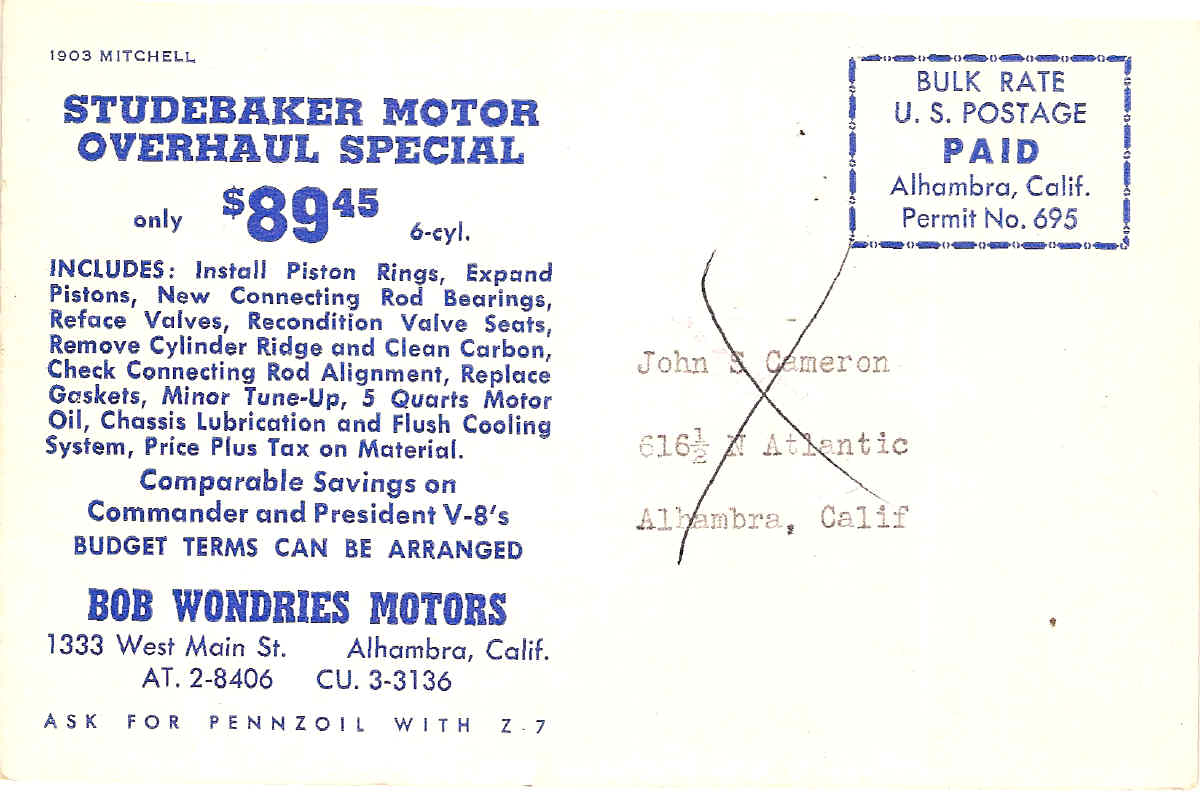 1903 MITCHELL
STUDEBAKER MOTOR
OVERHAUL SPECIAL
only $89.45 6-cyl.
INCLUDES: Install Piston Rings, Expand
Pistons, New Connecting Rod Bearings,
Reface Valves, Recondition Valve Seats,
Remove Cylinder Ridge and Clean Carbon,
Check Connecting Rod Alignment, Replace
Gaskets, Minor Tune-Up, 5 Quarts Motor
Oil, Chassis Lubrication and Flush Cooling
System, Price Plus Tax on Material.
Comparable Savings on
Commander and President V-8's
BUDGET TERMS CAN BE ARRANGED
BOB WONDRIES MOTORS
1333 West Main St. Alhambra, Calif.
AT. 2-8406 CU. 3-3136
ASK FOR PENNZOIL WITH Z-7
BULK RATE
U. S. POSTAGE
PAID
Alhambra, Calif.
Permit No. 695
John S Cameron
616½ N Atlantic
Alhambra, Calif